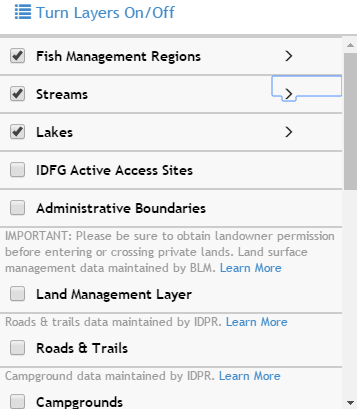 Turn Layers On/Off
Fish Management Regions
Streams
Lakes
IDFG Active Access Sites
Administrative Boundaries
IMPORTANT: Please be sure to obtain landowner permission
before entering or crossing private lands. Land surface
management data maintained by BLM. Learn More
Land Management Layer
Roads & trails data maintained by IDPR. Learn More
Roads & Trails
Campground data maintained by IDPR. Learn More
Campgrounds